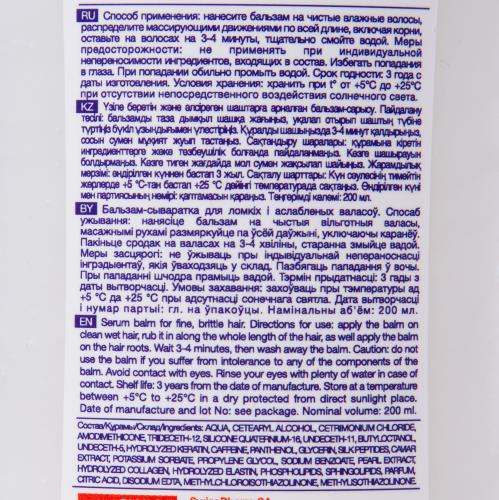 RU Способ применения: нанесите бальзам на чистые влажные волосы,
распределите массирующими движениями по всей длине, включая корни,
оставьте на волосах на 3-4 минуты, тщательно смойте водой. Меры
предосторожности: не применять при индивидуальной
непереносимости ингредиентов, входящих в состав. Избегать попадания
в глаза. При попадании обильно промыть водой. Срок годности: 3 года с
даты изготовления. Условия хранения: хранить при t° от +5°C до +25°C
при отсутствии непосредственного воздействия солнечного света.
KZ Үзіле беретін және әлсіреген шаштарға арналған бальзам-сарысу. Пайдалану
тәсілі: бальзамды таза дымқыл шашқа жағыңыз, уқалап отырып шаштың түбіне
түртіңіз бүкіл ұзындығымен үлестіріңіз. Құралды шашыңызда 3-4 минут қалдырыңыз,
сосын сумен мұқият жуып тастаңыз. Сақтандыру шаралары: құрамына кіретін
ингредиенттерге жеке төзбеушілік болғанда пайдаланбаңыз. Көзге шашырауын
болдырмаңыз. Көзге тиген жағдайда мол сумен жақсылап шайыңыз. Жарамдылық
мерзімі: өндірілген күннен бастап 3 жыл. Сақтау шарттары: Күн сәулесінің тимейтін
жерлерде +5 °C-тан бастап +25 °C дейінгі температурада сақтаңыз. Өндірілген күні
мен партиясының нөмірі: қаптамасын қараңыз. Теңгерімді көлемі: 200 мл.
BY Бальзам-сыватка для ломкіх і аслабленых валасоў. Спосаб
ужывання: нанясіце бальзам на чыстыя вільготныя валасы,
масажнымі рухамі размяркуйце па ўсёй даўжыні, уключаючы каранёў.
Пакіньце сродак на валасах на 3-4 хвіліны, старанна змыйце вадой.
Меры засцярогі: не ўжываць пры індывідуальнай непераноснасці
інгрэдыентаў, якія ўваходзяць у склад. Пазбягаць пападання ў вочы.
Пры пападанні шчодра прамыць вадой. Тэрмін прыдатнасці: 3 гады з
даты вытворчасці. Умовы захавання: захоўваць пры тэмпературы ад
+5 °C да +25 °C пры адсутнасці сонечнага святла. Дата вытворчасці
і нумар партыі: гл. на ўпакоўцы. Намінальны аб'ём: 200 мл.
EN Serum balm for fine, brittle hair. Directions for use: apply the balm on
clean wet hair, rub it in along the whole length of the hair, as well apply the balm
on the hair roots. Wait 3-4 minutes, then wash away the balm. Caution: do not
use the balm if you suffer from intolerance to any of the components of the
balm. Avoid contact with eyes. Rinse your eyes with plenty of water in case of
contact. Shelf life: 3 years from the date of manufacture. Store at a temperature
between +5°C to +25°C in a dry protected from direct sunlight place.
Date of manufacture and lot No: see package. Nominal volume: 200 ml.
Состав/Құрамы/Склад/Ingredients: AQUA, CETEARYL ALCOHOL, CETRIMONIUM CHLORIDE,
AMODIMETHICONE, TRIDECETH-12, SILICONE QUATERNIUM-16, UNDECETH-11, BUTYLOCTANOL,
UNDECETH-5, HYDROLYZED KERATIN, CAFFEINE, PANTHENOL, GLYCERIN, SILK PEPTIDES, CAVIAR
EXTRACT, POTASSIUM SORBATE, PROPYLENE GLYCOL, SODIUM BENZOATE, PEARL EXTRACT,
HYDROLYZED COLLAGEN, HYDROLYZED ELASTIN, PHOSPHOLIPIDS, SPHINGOLIPIDS, PARFUM,
CITRIC ACID, DISODIUM EDTA, METHYLCHLOROISOTHIAZOLINONE, METHYLISOTHIAZOLINONE.